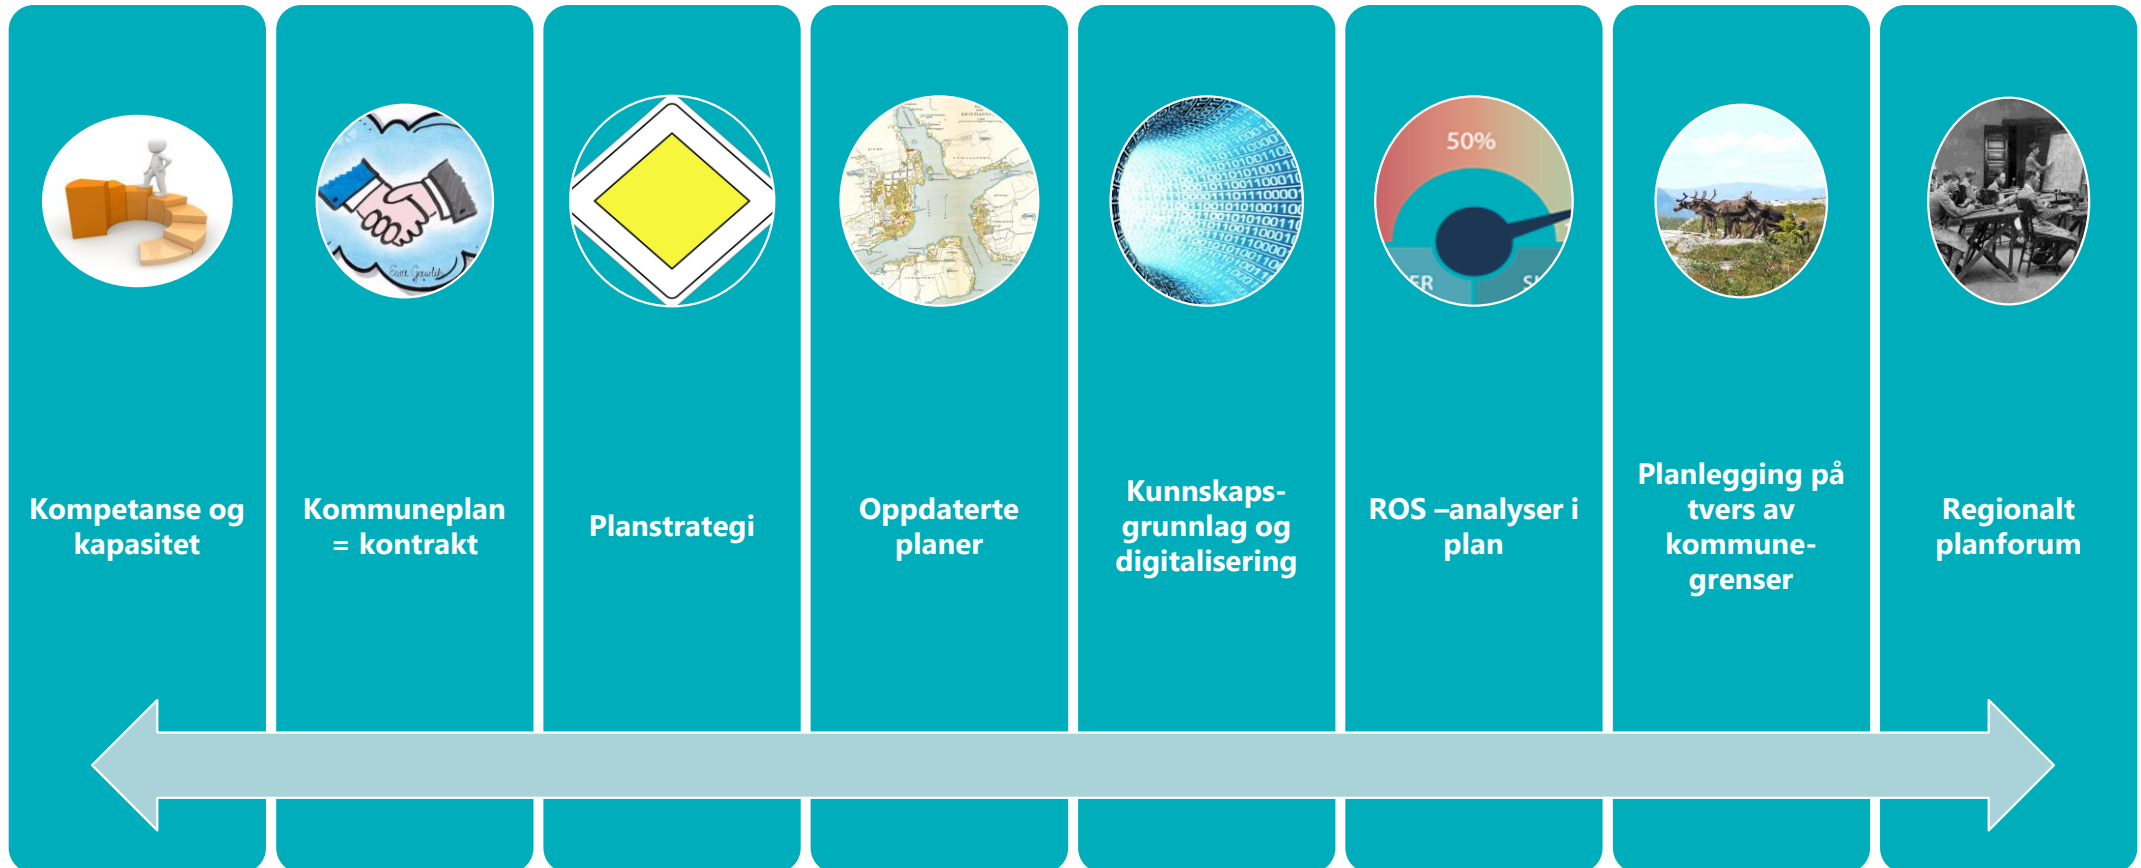 Kompetanse og
kapasitet
Kommuneplan
= kontrakt
Planstrategi
Oppdaterte
planer
Kunnskaps-
grunnlag og
digitalisering
50%
ER
ROS –analyser i
plan
Planlegging på
tvers av
kommune-
grenser
Regionalt
planforum